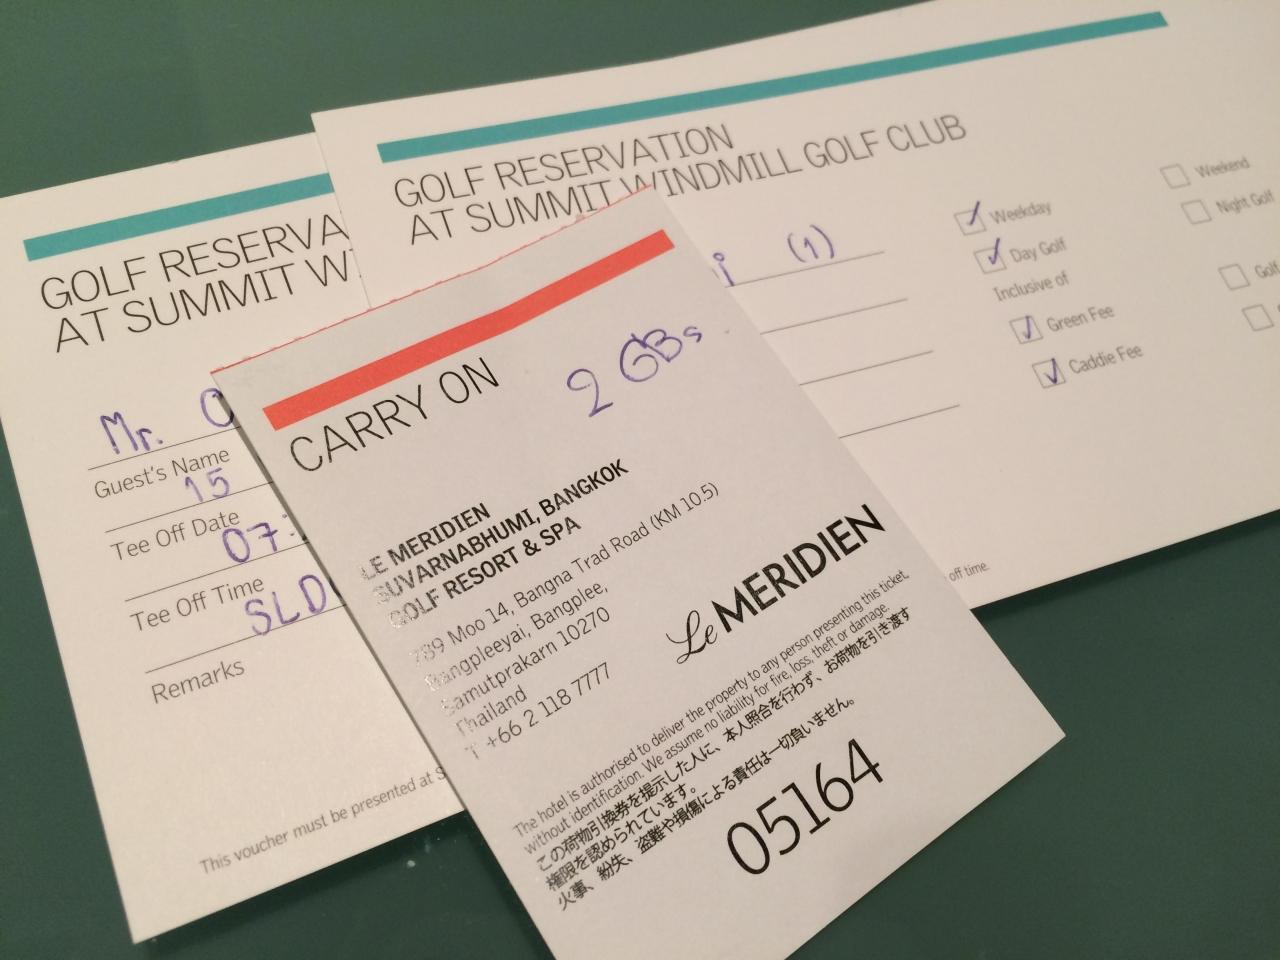 GOLF RESERVATION
AT SUMMIT WINDMILL GOLF CLUB
(1)
Weekday
Weekend
Day Golf
Night Golf
Inclusive of
Green Fee
Caddie Fee
off time.
AT SUMMIT
Mr.
Guest's Name
15
Tee Off Date
07:
Tee Off Time
Remarks
This voucher must be presented at
CARRY ON
2 GBs
LE MERIDIEN
SUVARNABHUMI, BANGKOK
GOLF RESORT & SPA
789 Moo 14, Bangna Trad Road (KM 10.5)
Bangpleeyai, Bangplee,
Samutprakarn 10270
Thailand
T +66 2 118 7777
Le MERIDIEN
The hotel is authorised to deliver the property to any person presenting this ticket
without identification. We assume no liability for fire, loss, theft or damage.
この荷物引換券を提示した人に、本人照合を行わず、お荷物を引き渡す
権限を認められています。
火事、紛失、盗難や損傷による責任は一切負いません。
05164